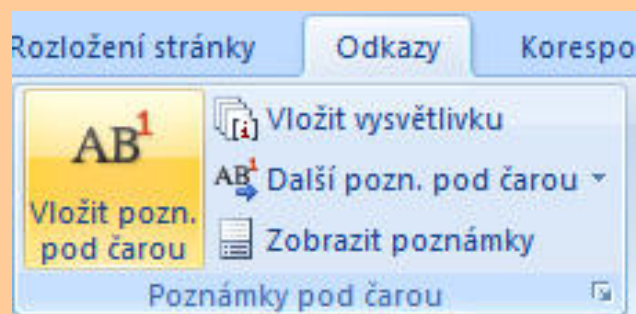 Rozložení stránky Odkazy Korespo
AB1
Vložit pozn.
pod čarou
Vložit vysvětlivku
AB1 Další pozn. pod čarou
Zobrazit poznámky
Poznámky pod čarou